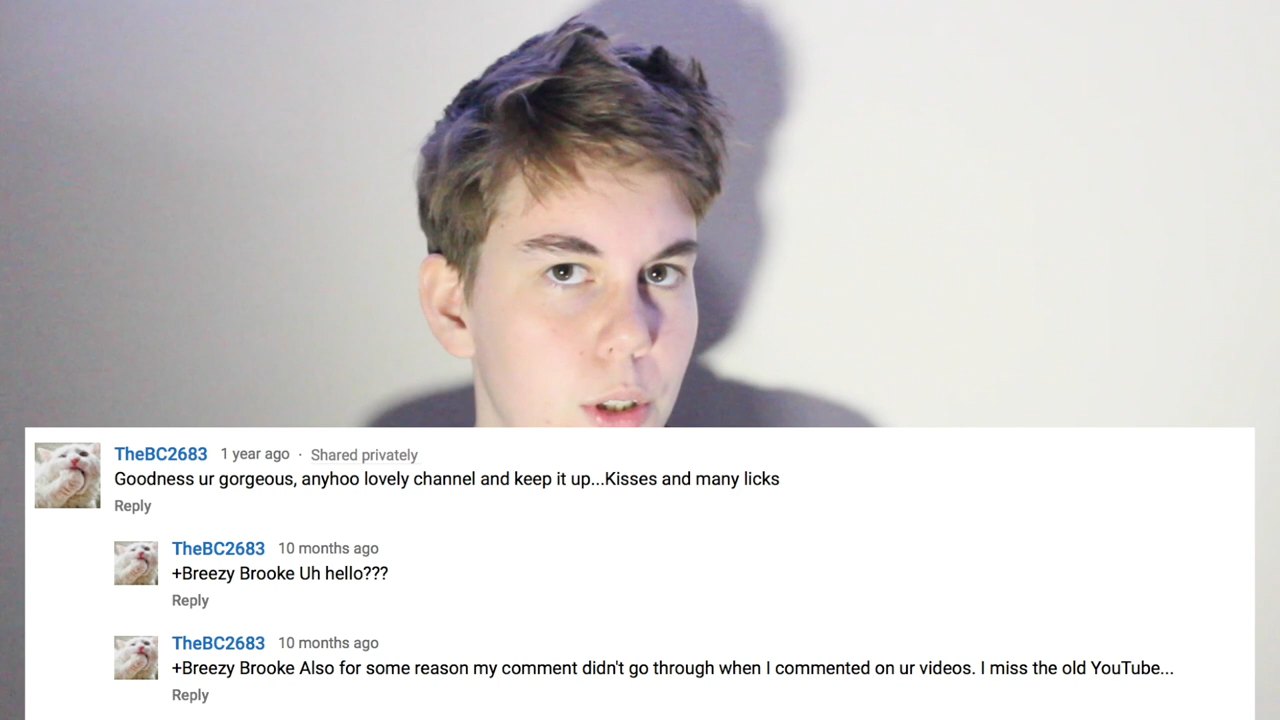 TheBC2683 1 year ago · Shared privately
Goodness ur gorgeous, anyhoo lovely channel and keep it up...Kisses and many licks
Reply
TheBC2683 10 months ago
+Breezy Brooke Uh hello???
Reply
TheBC2683 10 months ago
+Breezy Brooke Also for some reason my comment didn't go through when I commented on ur videos. I miss the old YouTube...
Reply